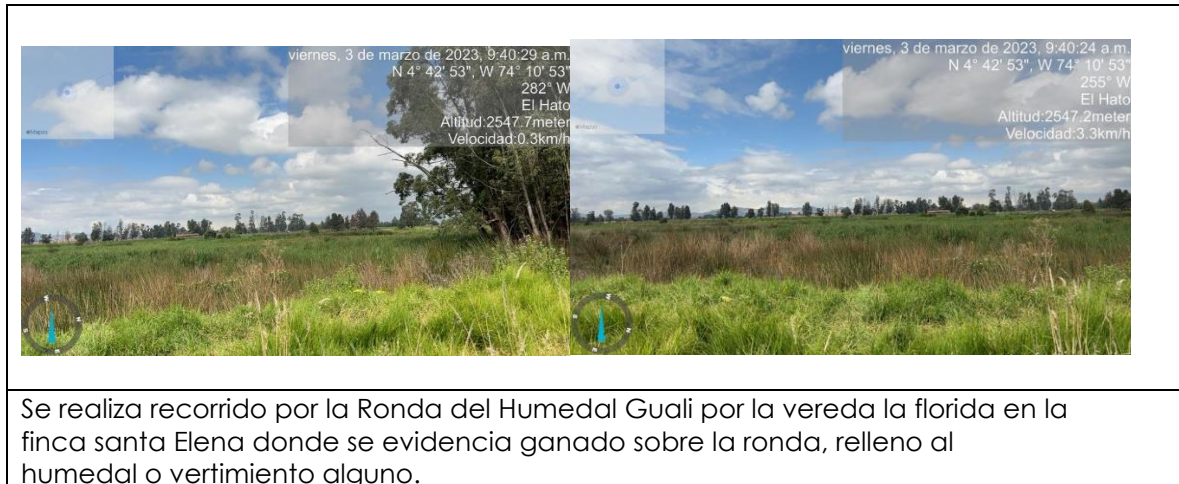 viernes, 3 de marzo de 2023, 9:40:29 a.m.
N 4° 42' 53", W 74° 10' 53"
282° W
El Hato
Altitud:2547.7meter
Velocidad:0.3km/h
viernes, 3 de marzo de 2023, 9:40:24 a.m.
N 4° 42' 53", W 74° 10' 53"
255° W
El Hato
Altitud:2547.2meter
Velocidad:3.3km/h
Se realiza recorrido por la Ronda del Humedal Guali por la vereda la florida en la
finca santa Elena donde se evidencia ganado sobre la ronda, relleno al
humedal o vertimiento alguno.